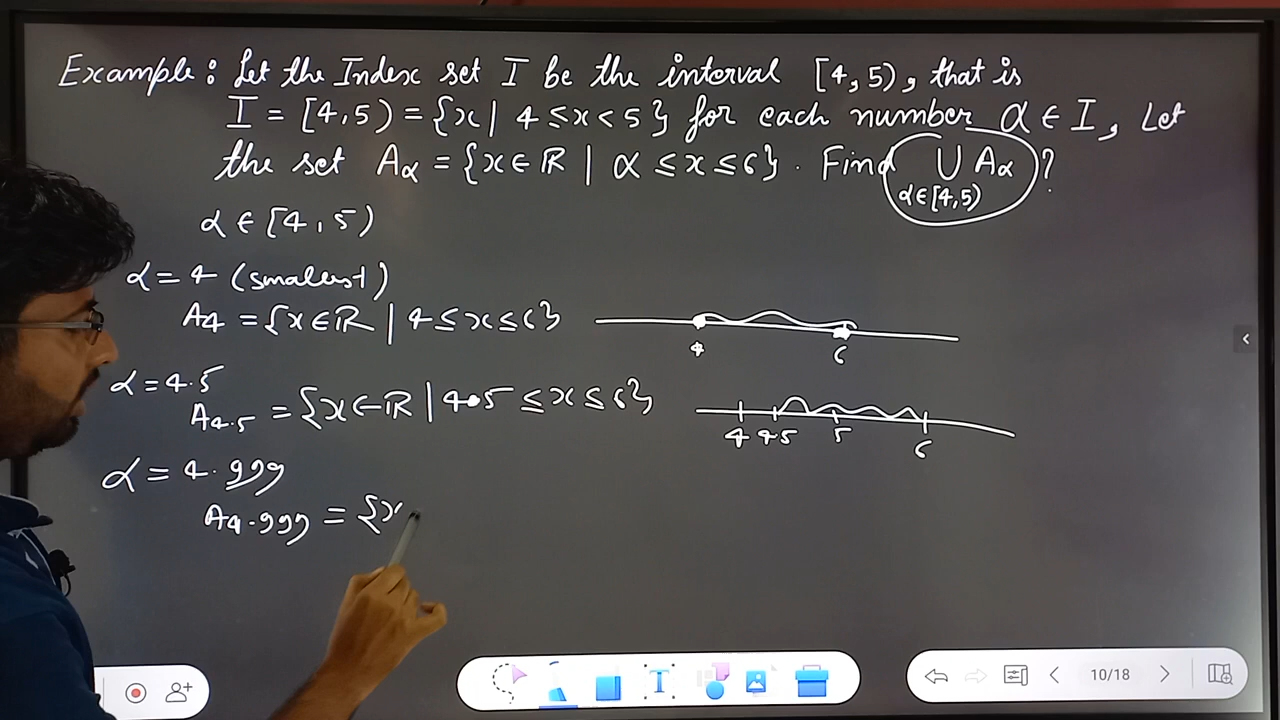 Example: Let the Index set I be the interval [4,5), that is
I = [4,5) = {x | 4 ≤ x < 5} for each number α ∈ I, Let
the set Aα = {x ∈ ℝ | α ≤ x ≤ 6}. Find ∪ Aα ?
α∈[4,5)
α ∈ [4,5)
α = 4 (smallest)
A4 = {x ∈ ℝ | 4 ≤ x ≤ 6}
4 6
α = 4.5
A4.5 = {x ∈ ℝ | 4.5 ≤ x ≤ 6}
4 4.5 5 6
α = 4.999
A4.999 = {x
T
10/18